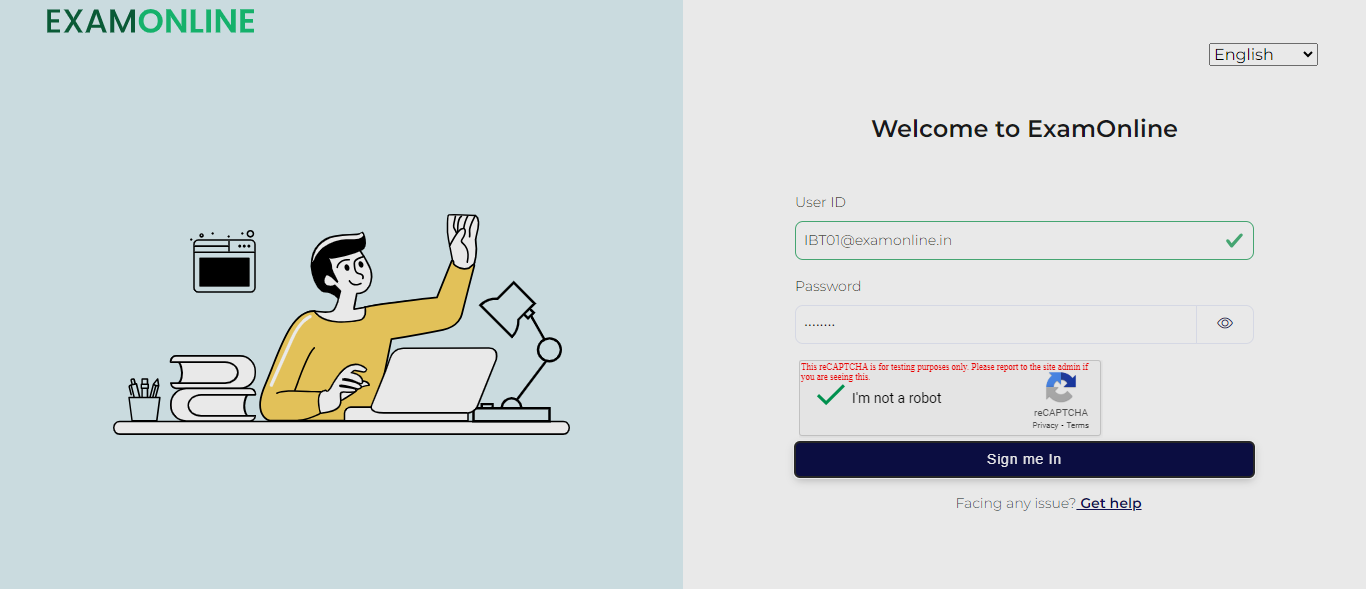 EXAMONLINE
English
Welcome to ExamOnline
User ID
IBT01@examonline.in
Password
········
This reCAPTCHA is for testing purposes only. Please report to the site admin if
you are seeing this.
I'm not a robot
reCAPTCHA
Privacy - Terms
Sign me In
Facing any issue? Get help